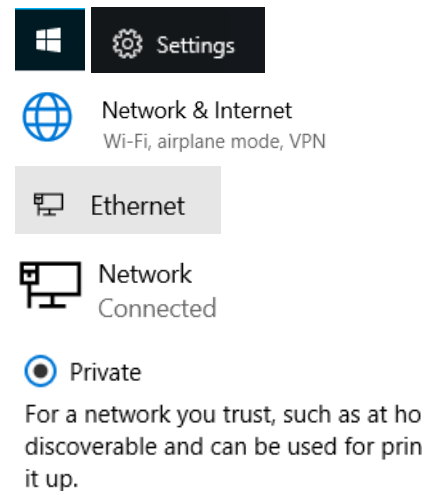 Settings
Network & Internet
Wi-Fi, airplane mode, VPN
Ethernet
Network
Connected
Private
For a network you trust, such as at ho
discoverable and can be used for prin
it up.